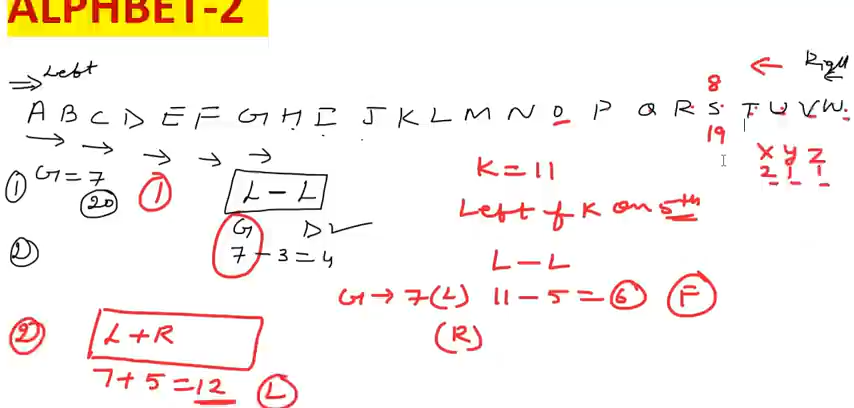 ALPHBET-2
Left
Right
8
A B C D E F G H I J K L M N O P Q R S T U V W
19
X Y Z
2 1 1
① G = 7
20
①
L - L
K = 11
G D ✓
Left of K on 5th
②
7 - 3 = 4
L - L
G → 7 (L) 11 - 5 = 6 F
② L + R
(R)
7 + 5 = 12 L